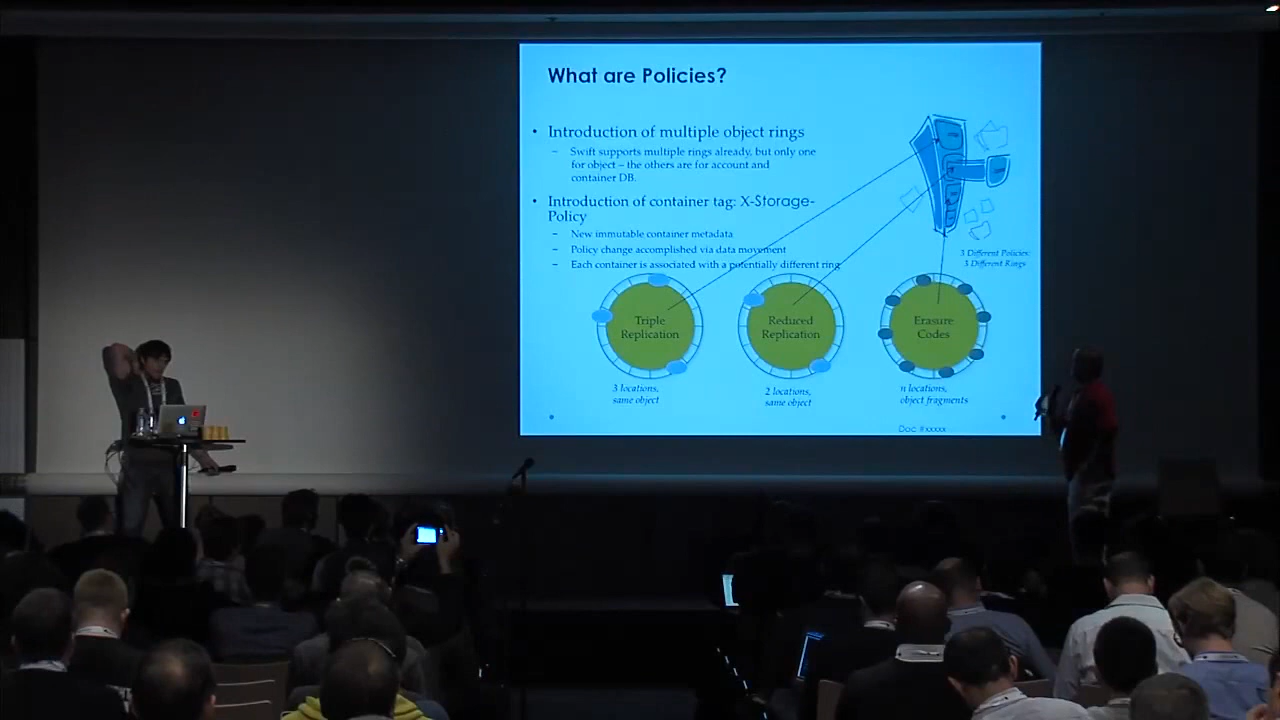 What are Policies?
• Introduction of multiple object rings
– Swift supports multiple rings already, but only one
for object – the others are for account and
container DB.
• Introduction of container tag: X-Storage-
Policy
– New immutable container metadata
– Policy change accomplished via data movement
– Each container is associated with a potentially different ring
3 Different Policies:
3 Different Rings
Triple
Replication
Reduced
Replication
Erasure
Codes
3 locations,
same object
2 locations,
same object
n locations,
object fragments
Doc #xxxxx